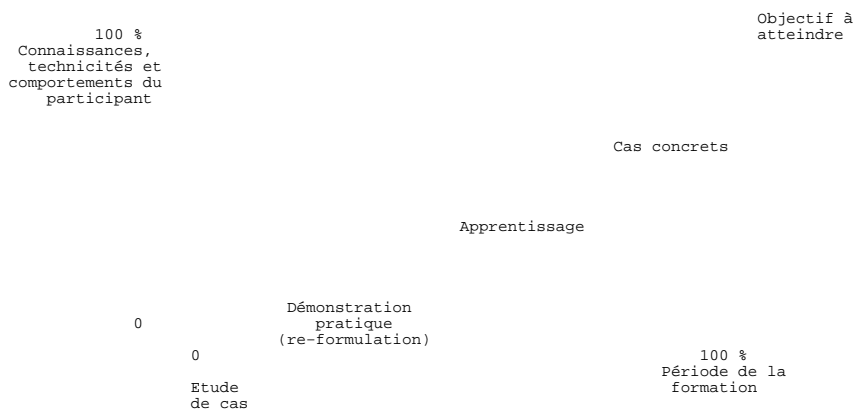 Objectif à
atteindre
100 %
Connaissances,
technicités et
comportements du
participant
Cas concrets
Apprentissage
Démonstration
pratique
(re-formulation)
0
0
100 %
Période de la
formation
Etude
de cas